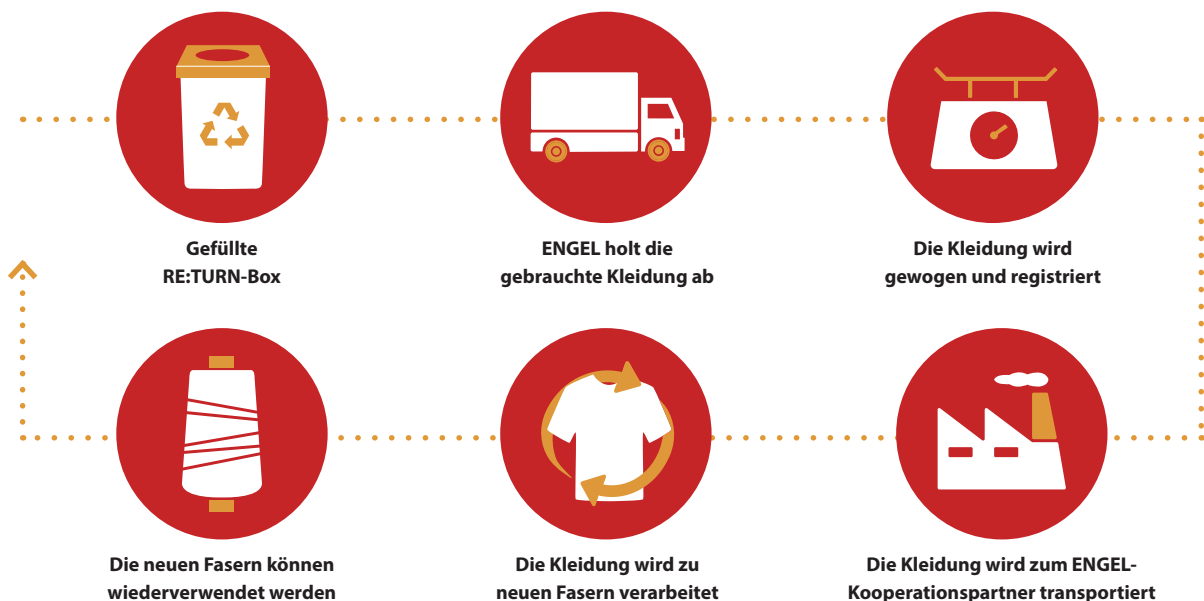 Gefüllte
RE:TURN-Box
ENGEL holt die
gebrauchte Kleidung ab
Die Kleidung wird
gewogen und registriert
Die neuen Fasern können
wiederverwendet werden
Die Kleidung wird zu
neuen Fasern verarbeitet
Die Kleidung wird zum ENGEL-
Kooperationspartner transportiert